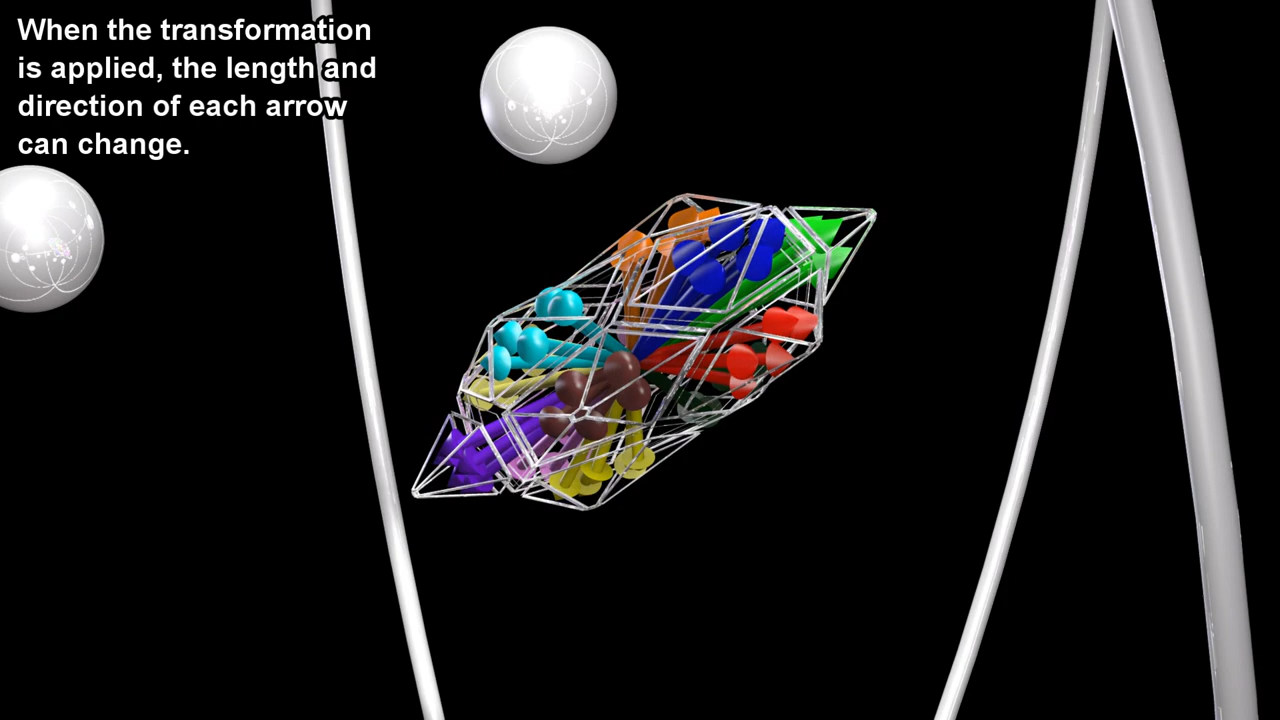 When the transformation
is applied, the length and
direction of each arrow
can change.